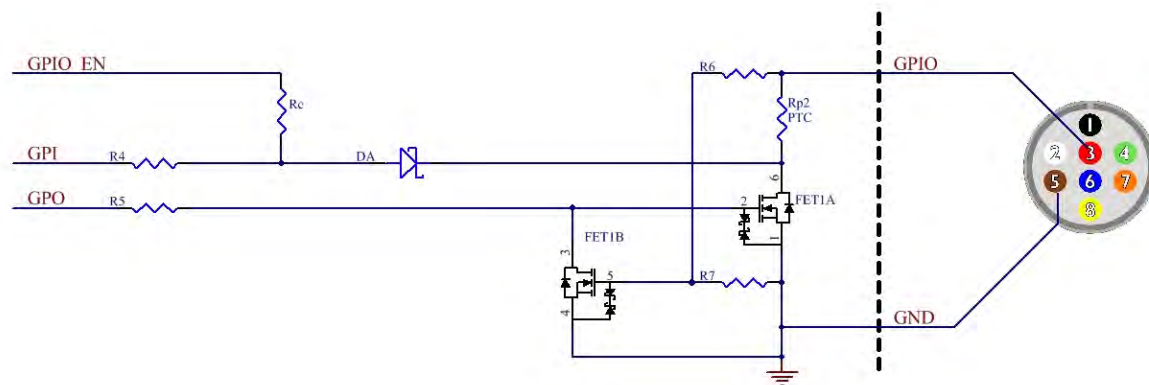 GPIO_EN
R6
GPIO
Rc
Rp2
PTC
1
GPI
R4
DA
2
3
4
GPO
R5
6
5
6
7
2
FET1A
8
FET1B
1
3
5
R7
4
GND